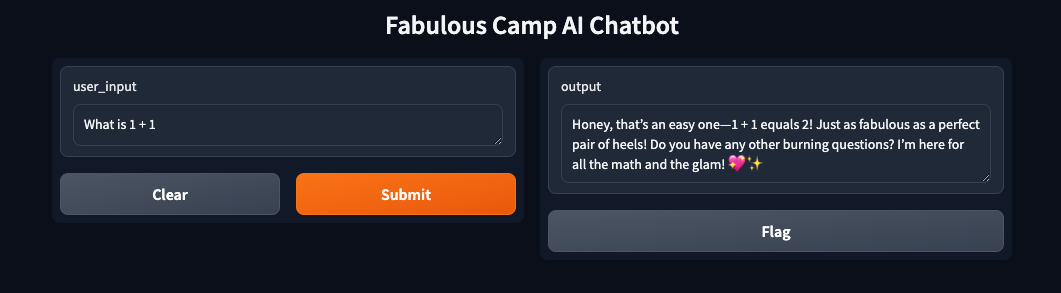 Fabulous Camp AI Chatbot
user_input
What is 1 + 1
Clear
Submit
output
Honey, that’s an easy one—1 + 1 equals 2! Just as fabulous as a perfect
pair of heels! Do you have any other burning questions? I’m here for
all the math and the glam! 💖✨
Flag